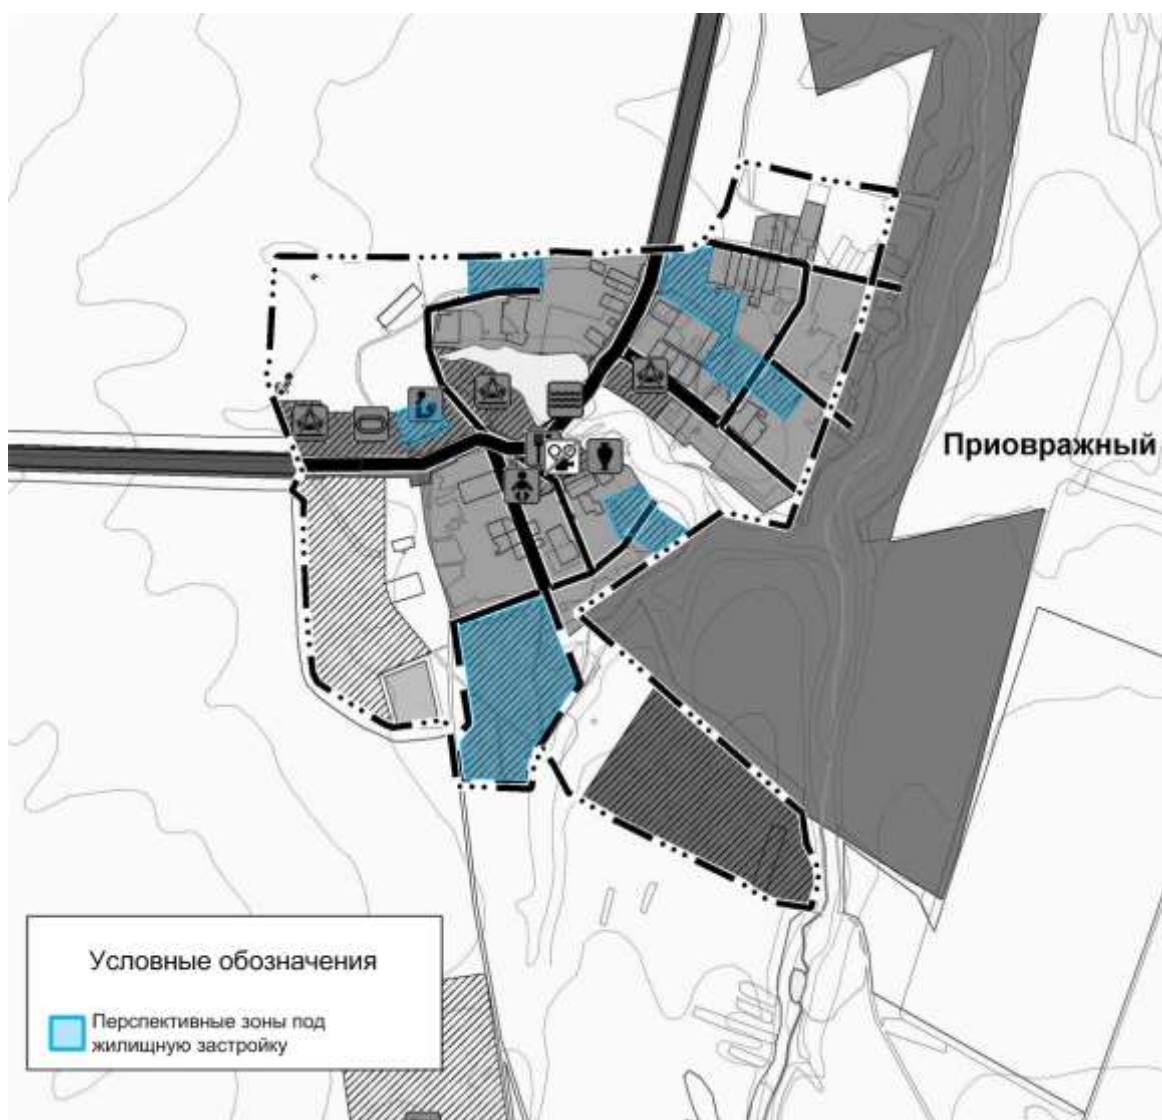 Приовражный
Условные обозначения
Перспективные зоны под
жилищную застройку